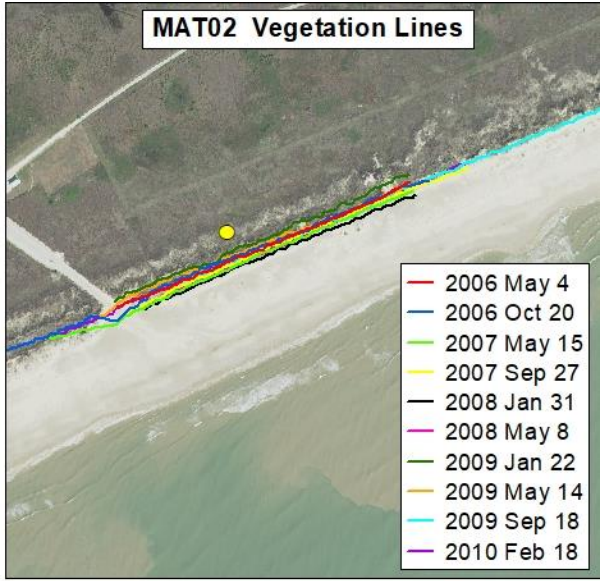 MAT02 Vegetation Lines
2006 May 4
2006 Oct 20
2007 May 15
2007 Sep 27
2008 Jan 31
2008 May 8
2009 Jan 22
2009 May 14
2009 Sep 18
2010 Feb 18